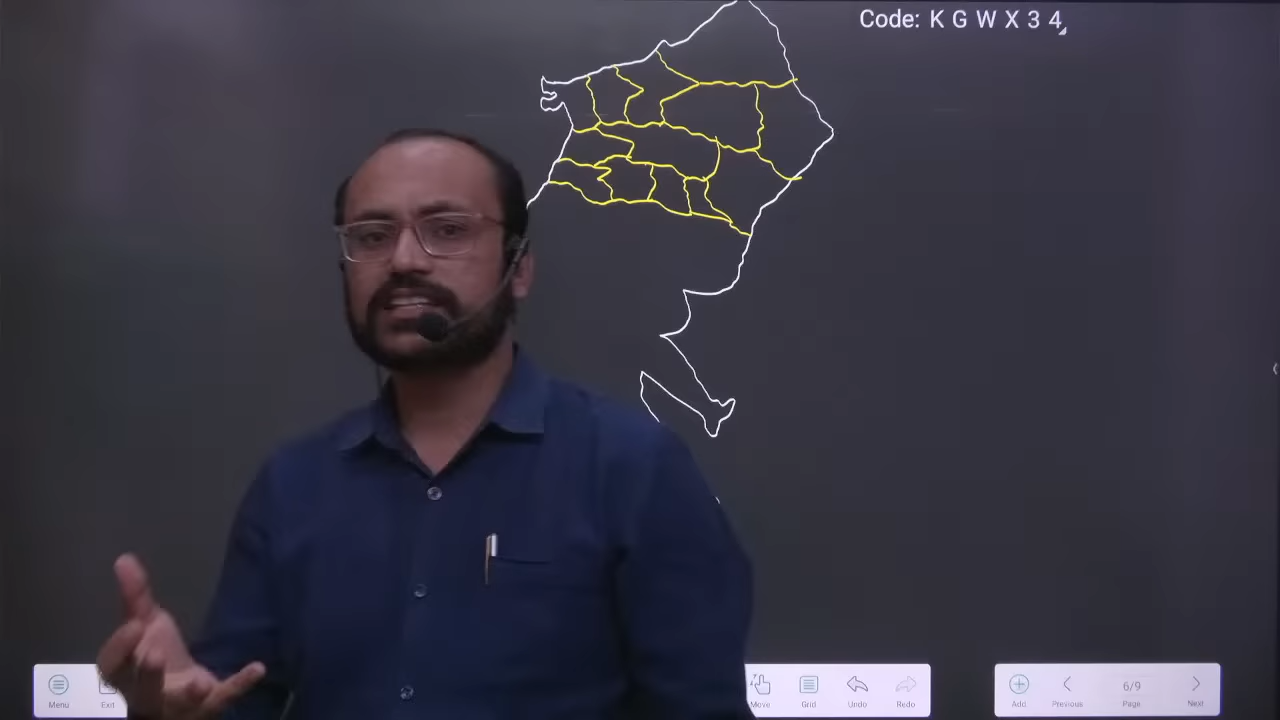 Code: K G W X 3 4
Menu
Exit
Move
Grid
Undo
Redo
Add
Previous
6/9
Page
Next